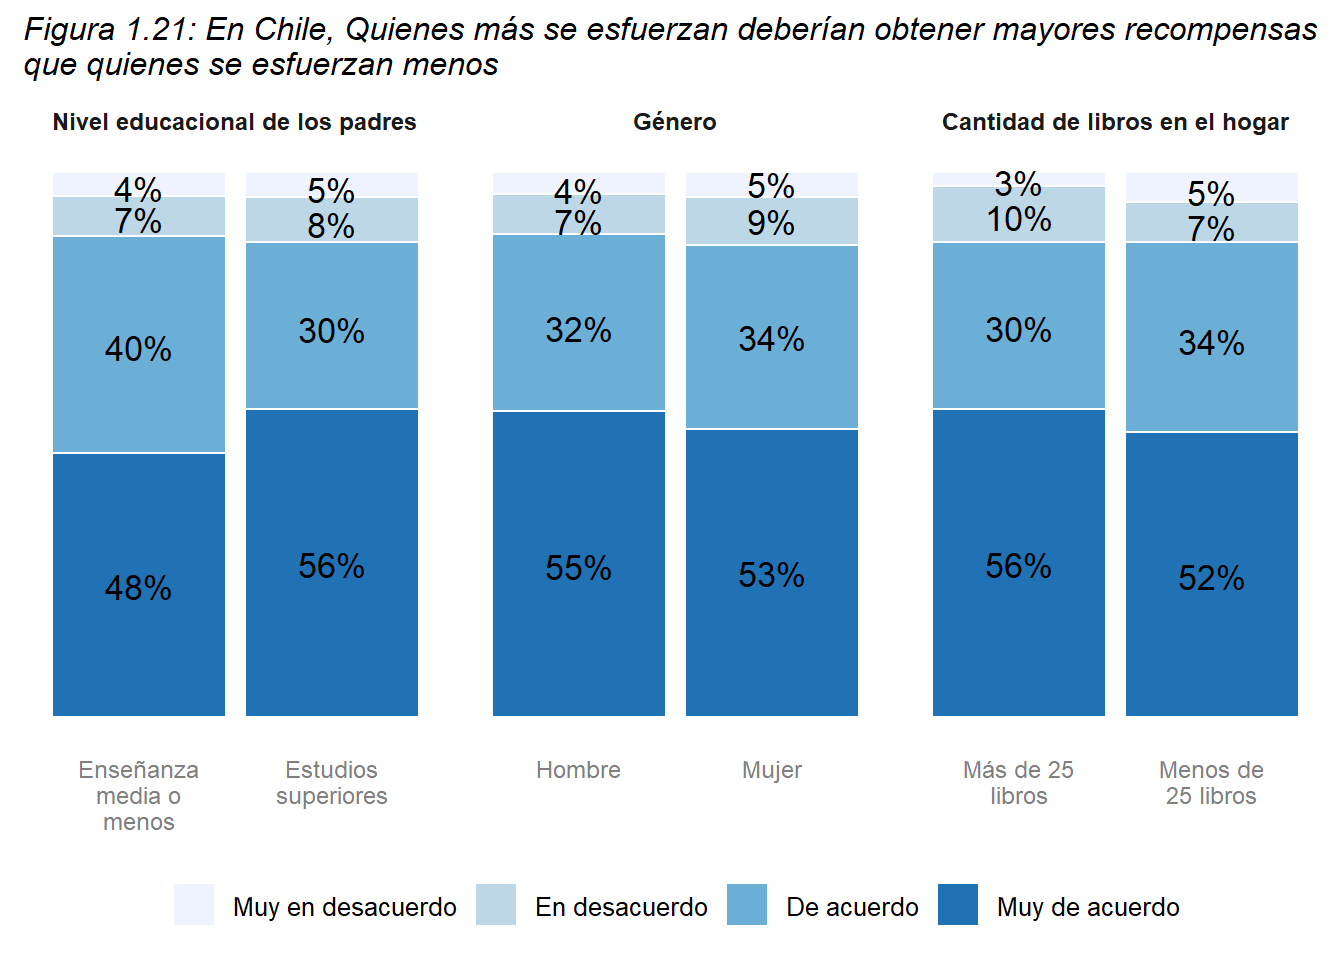 Figura 1.21: En Chile, Quienes más se esfuerzan deberían obtener mayores recompensas
que quienes se esfuerzan menos
Nivel educacional de los padres
4%
7%
40%
48%
5%
8%
30%
56%
Enseñanza
media o
menos
Estudios
superiores
Género
4%
7%
32%
55%
5%
9%
34%
53%
Hombre
Mujer
Cantidad de libros en el hogar
3%
10%
30%
56%
5%
7%
34%
52%
Más de 25
libros
Menos de
25 libros
Muy en desacuerdo
En desacuerdo
De acuerdo
Muy de acuerdo